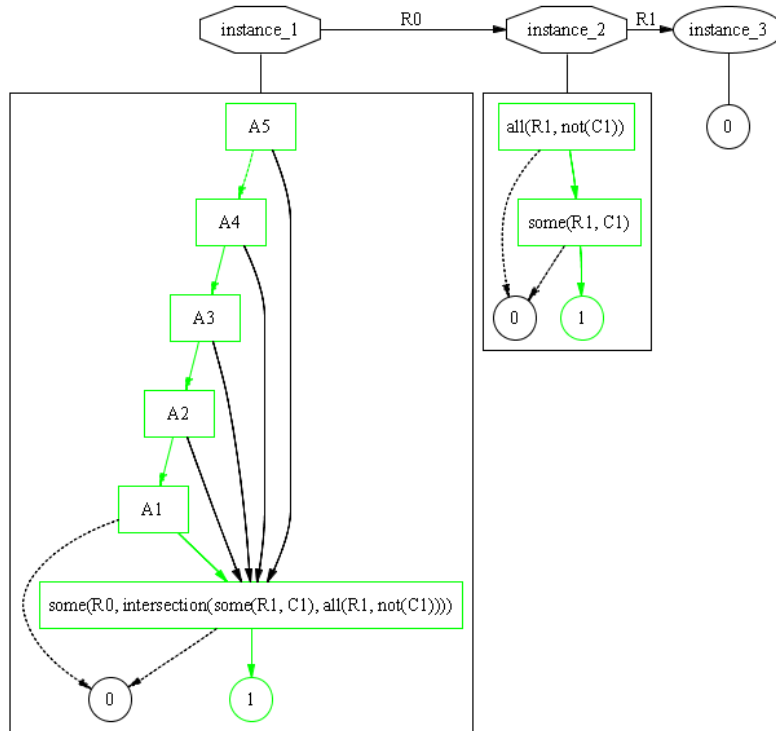 instance_1
R0
instance_2
R1
instance_3
A5
all(R1, not(C1))
0
A4
some(R1, C1)
A3
0
1
A2
A1
some(R0, intersection(some(R1, C1), all(R1, not(C1))))
0
1